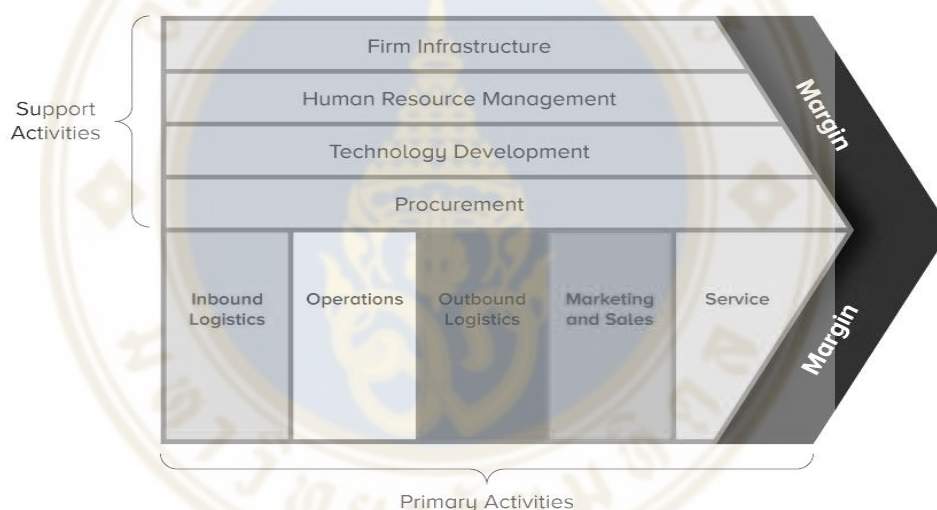 Firm Infrastructure
Support
Activities
Human Resource Management
Technology Development
Procurement
Margin
Inbound
Logistics
Operations
Outbound
Logistics
Marketing
and Sales
Service
Margin
Primary Activities